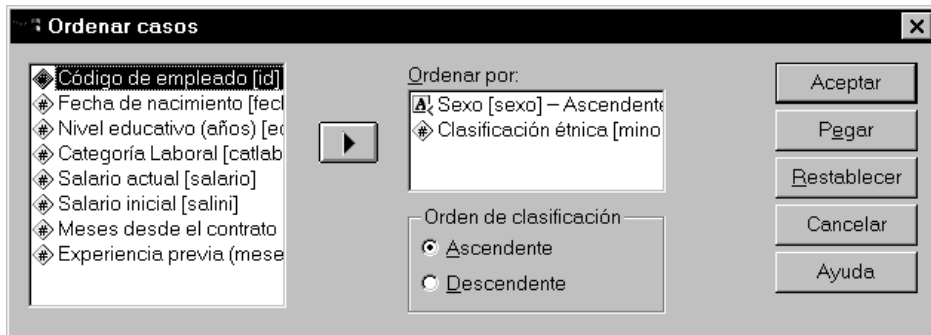 Ordenar casos
Código de empleado [id]
Fecha de nacimiento [fecl
Nivel educativo (años) [ec
Categoría Laboral [catlab
Salario actual [salario]
Salario inicial [salini]
Meses desde el contrato
Experiencia previa (mese
Ordenar por:
Sexo [sexo] – Ascendente
Clasificación étnica [mino
Orden de clasificación
Ascendente
Descendente
Aceptar
Pegar
Restablecer
Cancelar
Ayuda